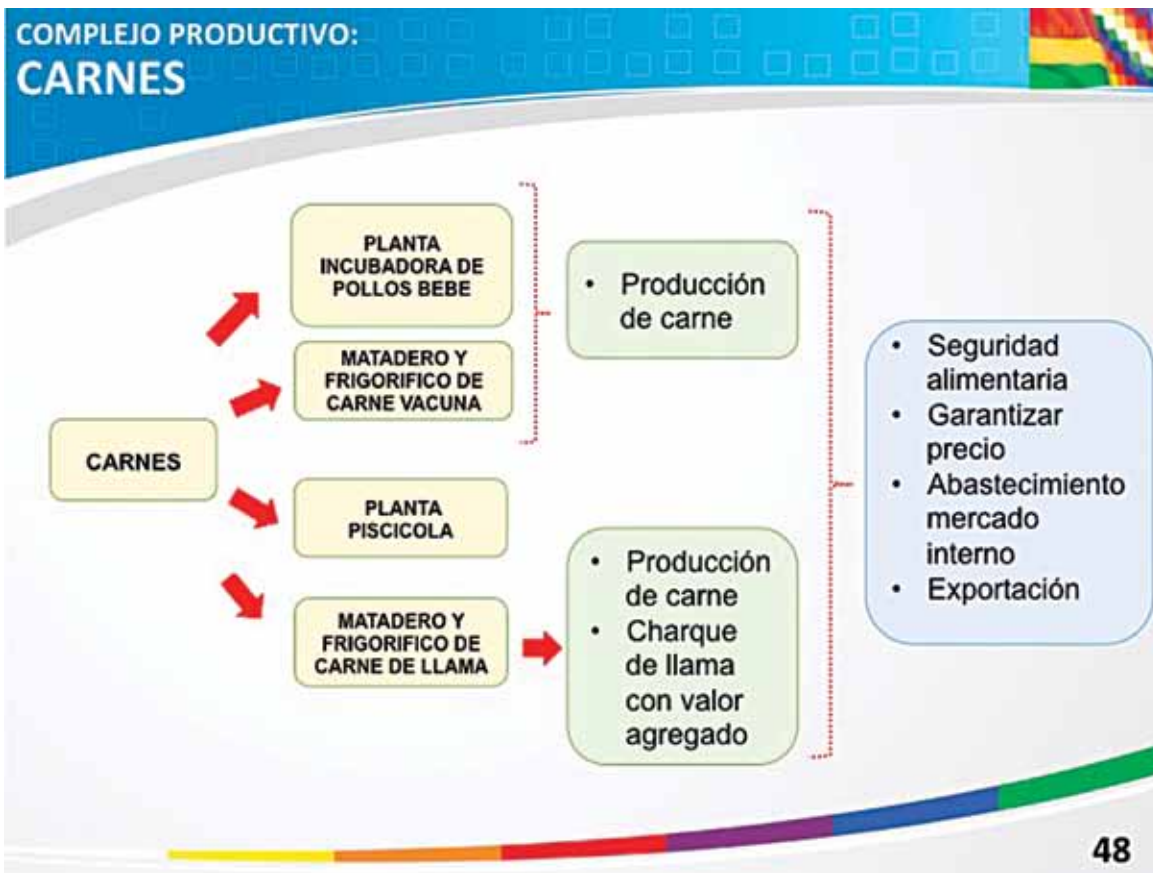 COMPLEJO PRODUCTIVO:
CARNES
CARNES
PLANTA
INCUBADORA DE
POLLOS BEBE
MATADERO Y
FRIGORIFICO DE
CARNE VACUNA
PLANTA
PISCICOLA
MATADERO Y
FRIGORIFICO DE
CARNE DE LLAMA
• Producción
de carne
• Producción
de carne
• Charque
de llama
con valor
agregado
• Seguridad
alimentaria
• Garantizar
precio
• Abastecimiento
mercado
interno
• Exportación
48